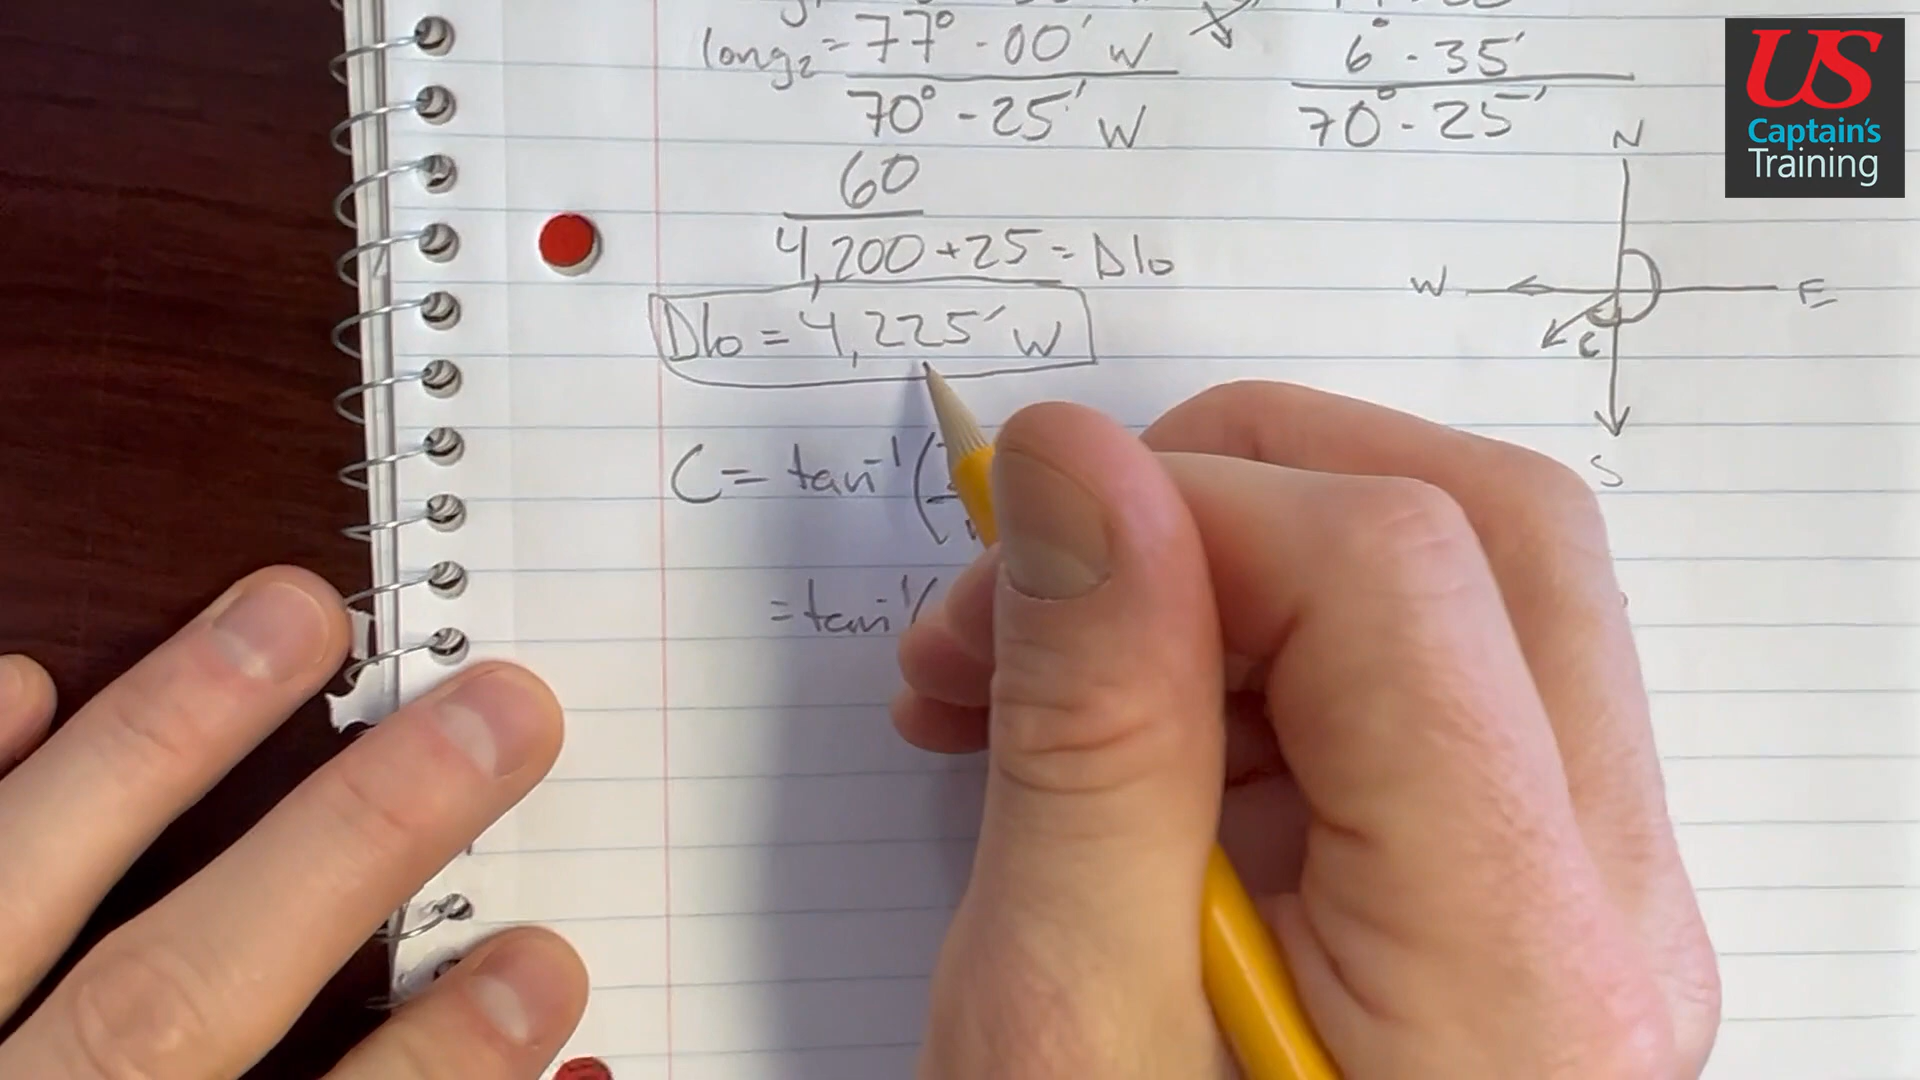 long₂ = 77° - 00' W
6° - 35'
70° - 25' W
70° - 25'
60
4,200 + 25 = Dlo
Dlo = 4,225' W
C = tan⁻¹(
= tan⁻¹(
N
W
E
C
S
US
Captain's
Training